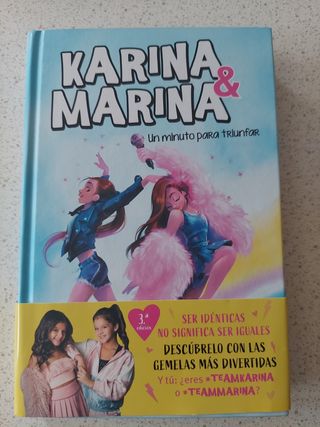 KARINA
&
MARINA
Un minuto para triunfar
3.ª
edición
SER IDÉNTICAS
NO SIGNIFICA SER IGUALES
DESCÚBRELO CON LAS
GEMELAS MÁS DIVERTIDAS
Y tú: ¿eres #TEAMKARINA
o #TEAMMARINA?